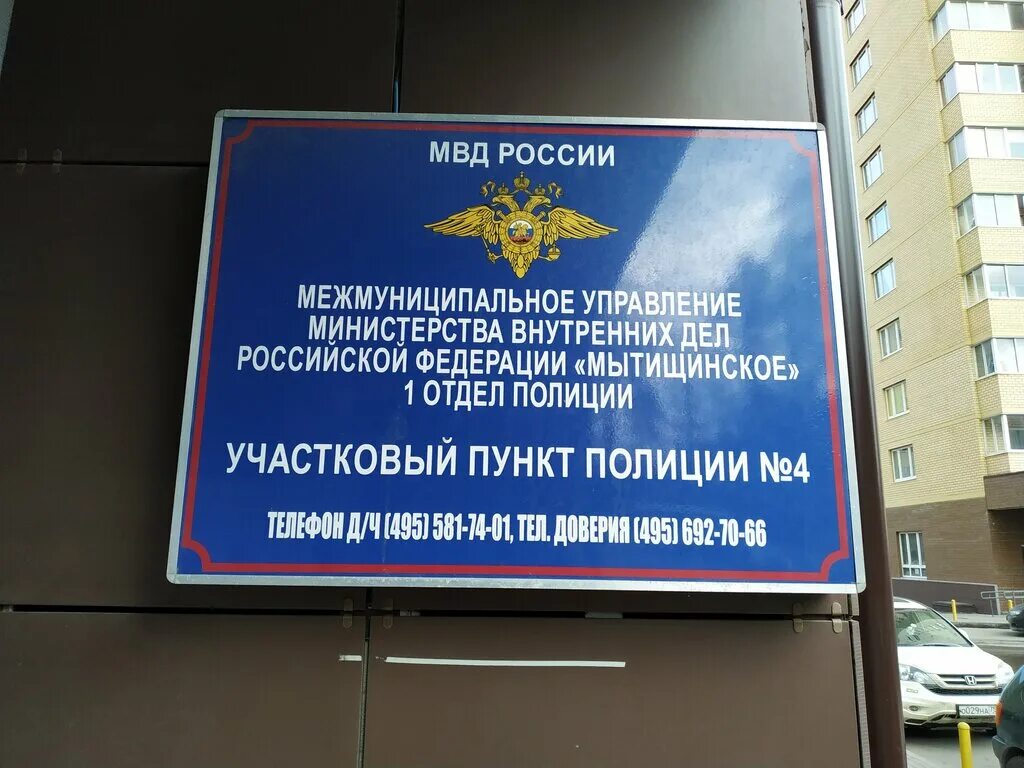 МВД РОССИИ
МЕЖМУНИЦИПАЛЬНОЕ УПРАВЛЕНИЕ
МИНИСТЕРСТВА ВНУТРЕННИХ ДЕЛ
РОССИЙСКОЙ ФЕДЕРАЦИИ «МЫТИЩИНСКОЕ»
1 ОТДЕЛ ПОЛИЦИИ
УЧАСТКОВЫЙ ПУНКТ ПОЛИЦИИ №4
ТЕЛЕФОН Д/Ч (495) 581-74-01, ТЕЛ. ДОВЕРИЯ (495) 692-70-66
О029НА